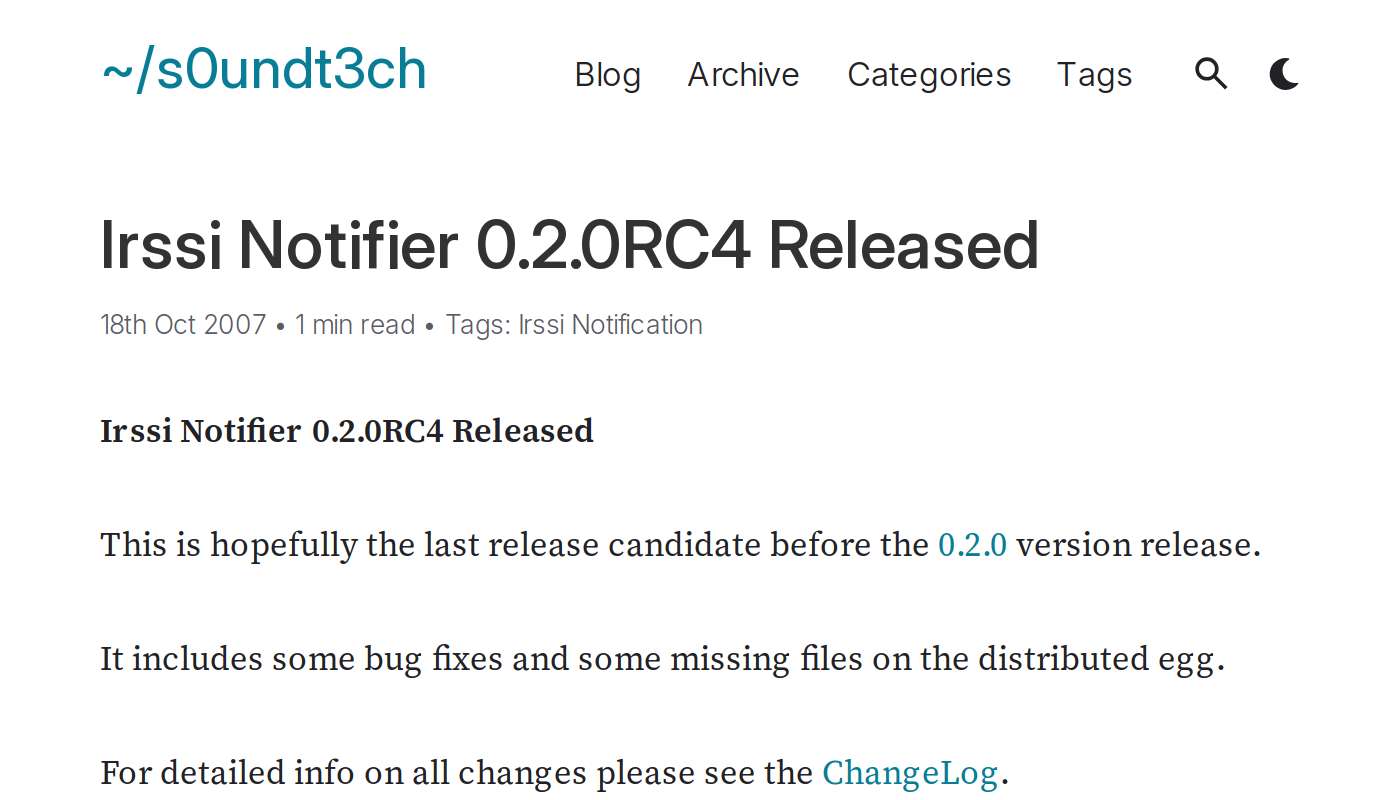 ~/s0undt3ch
Blog Archive Categories Tags
Irssi Notifier 0.2.0RC4 Released
18th Oct 2007 • 1 min read • Tags: Irssi Notification
Irssi Notifier 0.2.0RC4 Released
This is hopefully the last release candidate before the 0.2.0 version release.
It includes some bug fixes and some missing files on the distributed egg.
For detailed info on all changes please see the ChangeLog.